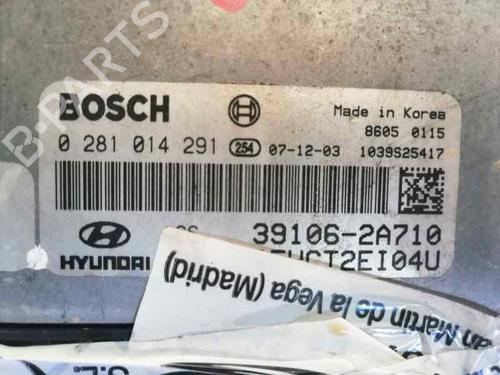 B-PARTS
BOSCH
Made in Korea
8605 0115
0 281 014 291 254 07-12-03 1039S25417
39106-2A710
HYUNDAI
an Martin de la Vega (Madrid)
S.L.